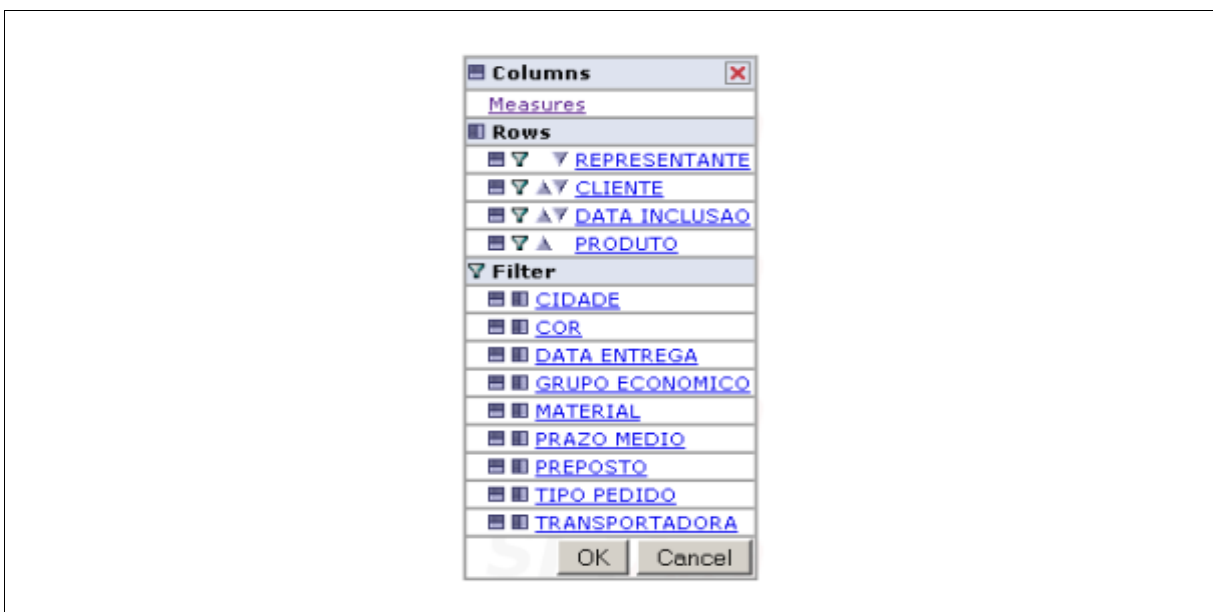 Columns
Measures
Rows
REPRESENTANTE
CLIENTE
DATA INCLUSAO
PRODUTO
Filter
CIDADE
COR
DATA ENTREGA
GRUPO ECONOMICO
MATERIAL
PRAZO MEDIO
PREPOSTO
TIPO PEDIDO
TRANSPORTADORA
OK Cancel